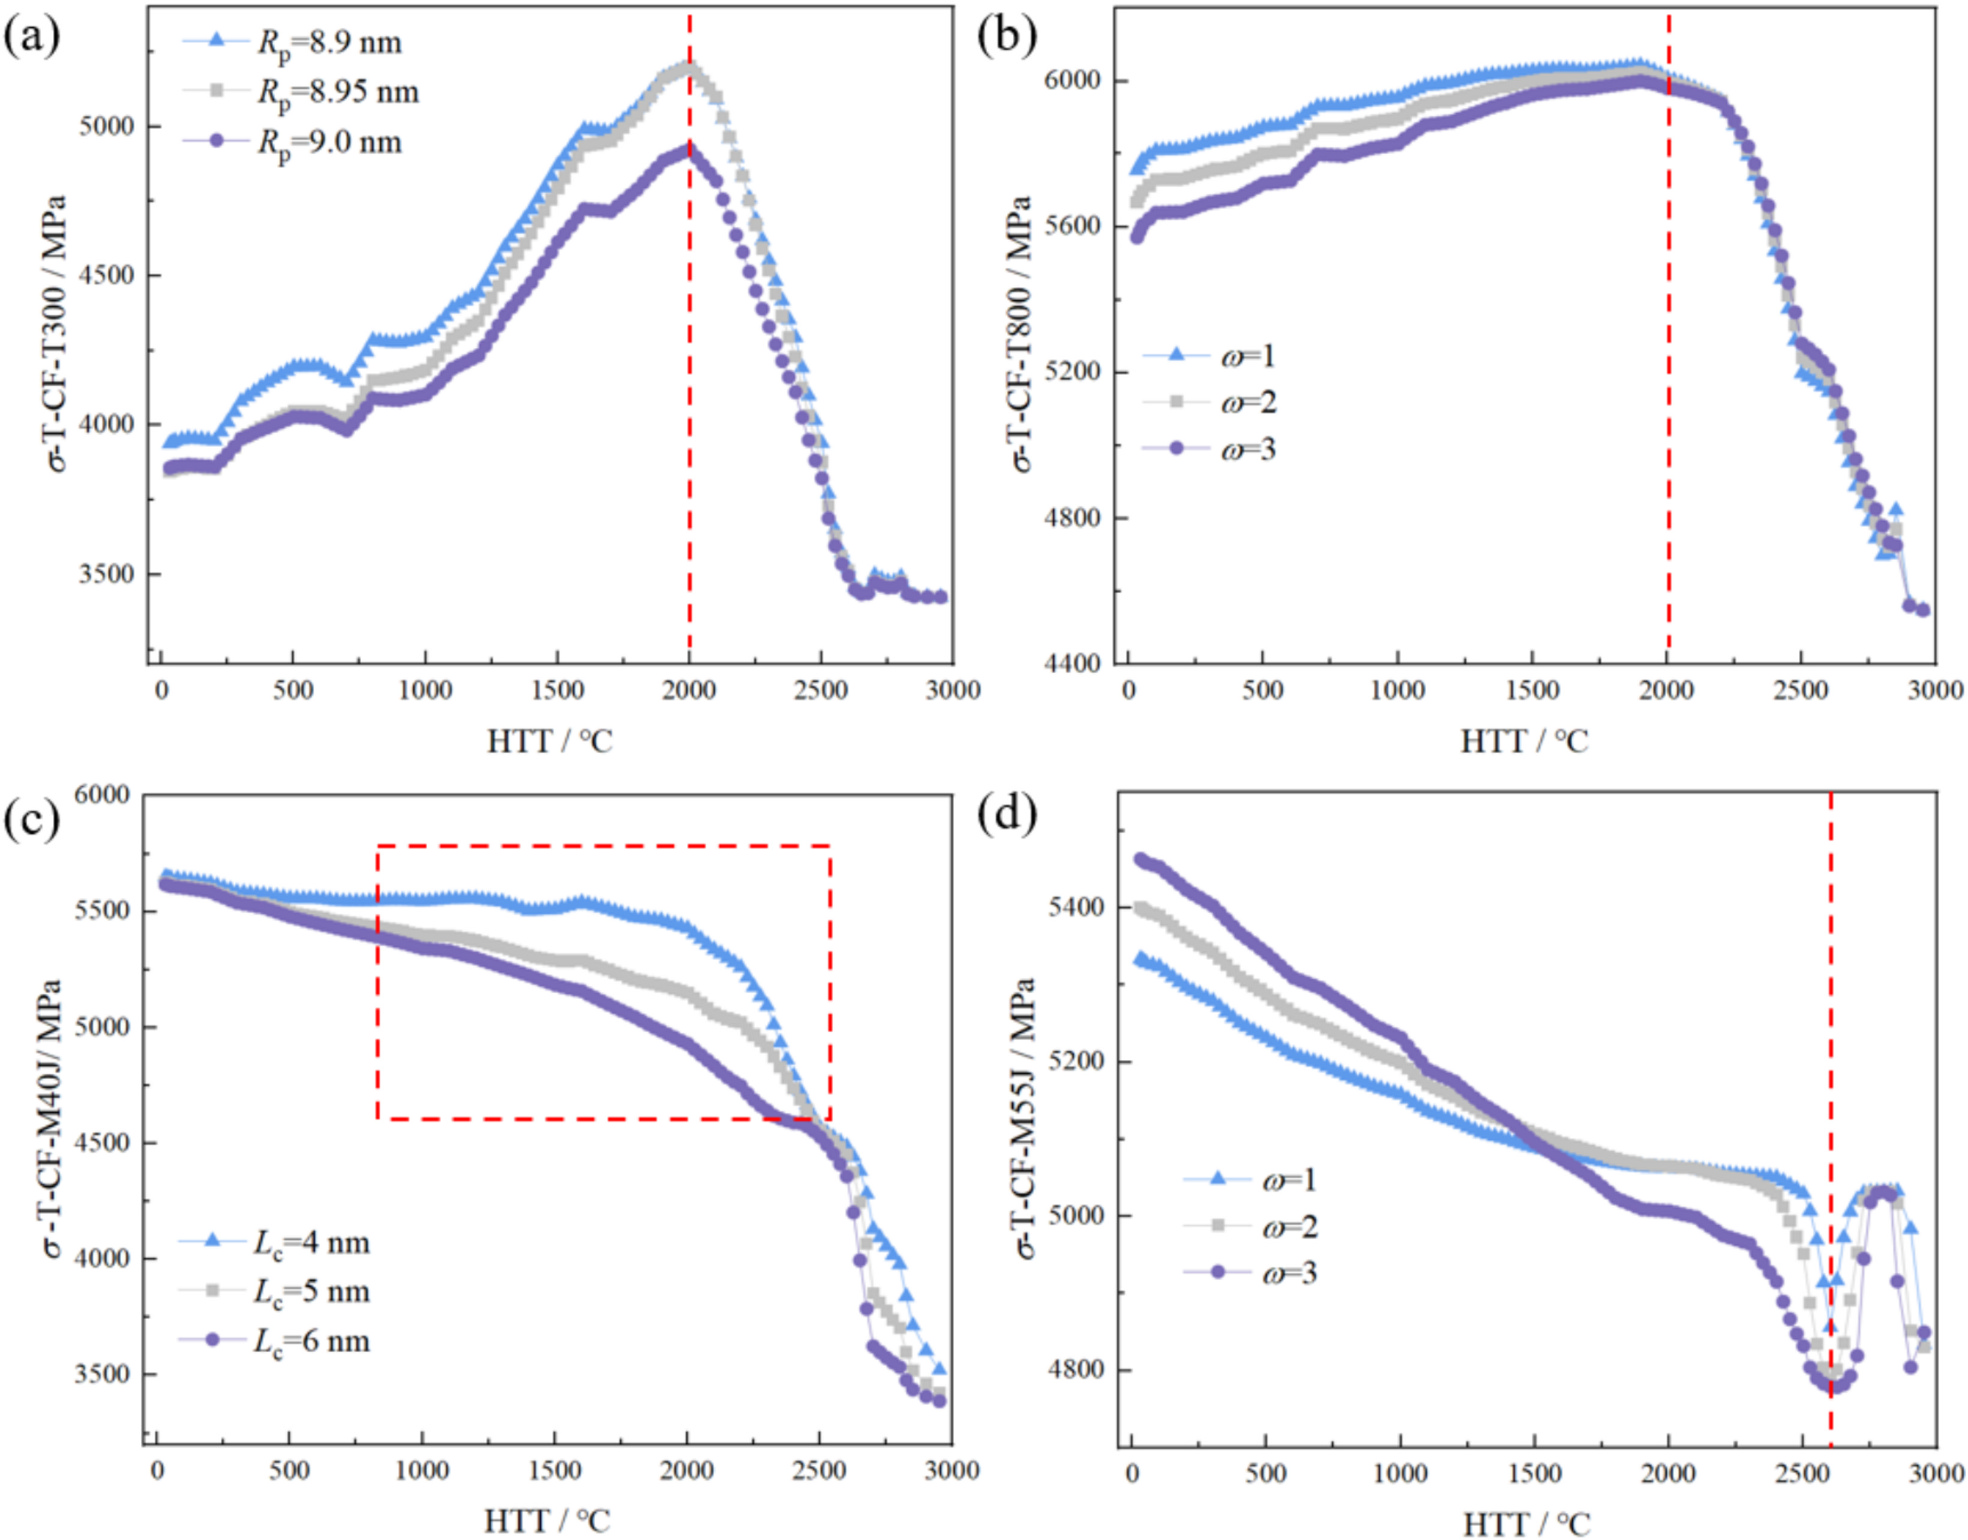 (a)
Rp=8.9 nm
Rp=8.95 nm
Rp=9.0 nm
σ-T-CF-T300 / MPa
5000
4500
4000
3500
0 500 1000 1500 2000 2500 3000
HTT / °C
(b)
σ-T-CF-T800 / MPa
6000
5600
5200
4800
4400
ω=1
ω=2
ω=3
0 500 1000 1500 2000 2500 3000
HTT / °C
(c)
σ-T-CF-M40J/ MPa
6000
5500
5000
4500
4000
3500
Lc=4 nm
Lc=5 nm
Lc=6 nm
0 500 1000 1500 2000 2500 3000
HTT / °C
(d)
σ-T-CF-M55J / MPa
5400
5200
5000
4800
ω=1
ω=2
ω=3
0 500 1000 1500 2000 2500 3000
HTT / °C